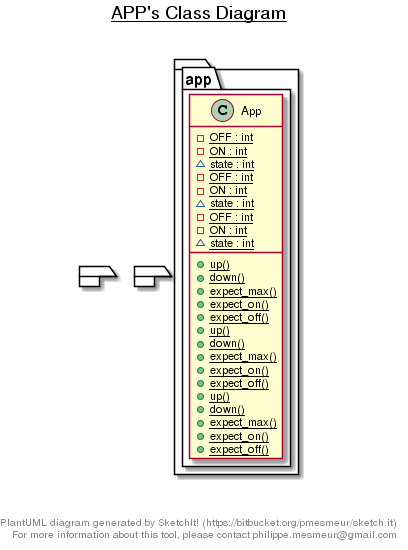 APP's Class Diagram
app
C App
OFF : int
ON : int
state : int
OFF : int
ON : int
state : int
OFF : int
ON : int
state : int
up()
down()
expect_max()
expect_on()
expect_off()
up()
down()
expect_max()
expect_on()
expect_off()
up()
down()
expect_max()
expect_on()
expect_off()
PlantUML diagram generated by SketchIt! (https://bitbucket.org/pmesmeur/sketch.it)
For more information about this tool, please contact philippe.mesmeur@gmail.com